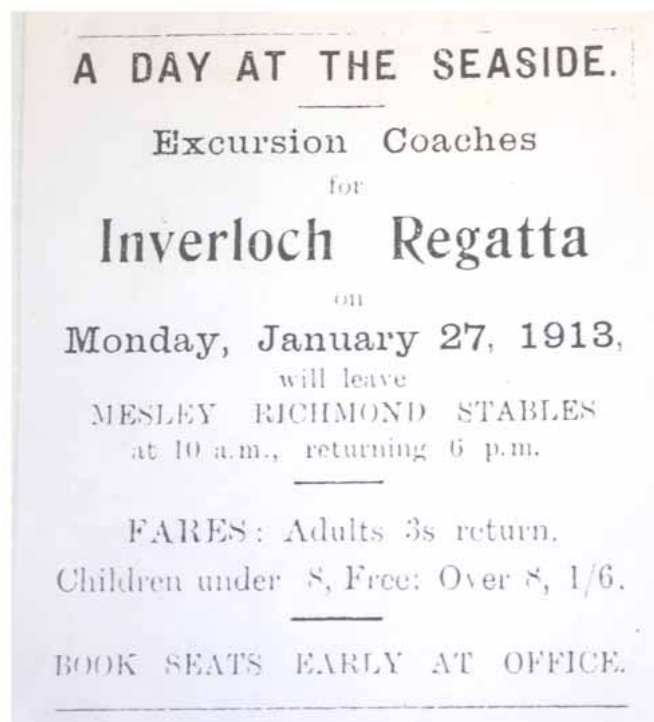 A DAY AT THE SEASIDE.
Excursion Coaches
for
Inverloch Regatta
on
Monday, January 27, 1913,
will leave
MESLEY RICHMOND STABLES
at 10 a.m., returning 6 p.m.
FARES: Adults 3s return.
Children under 8, Free: Over 8, 1/6.
BOOK SEATS EARLY AT OFFICE.